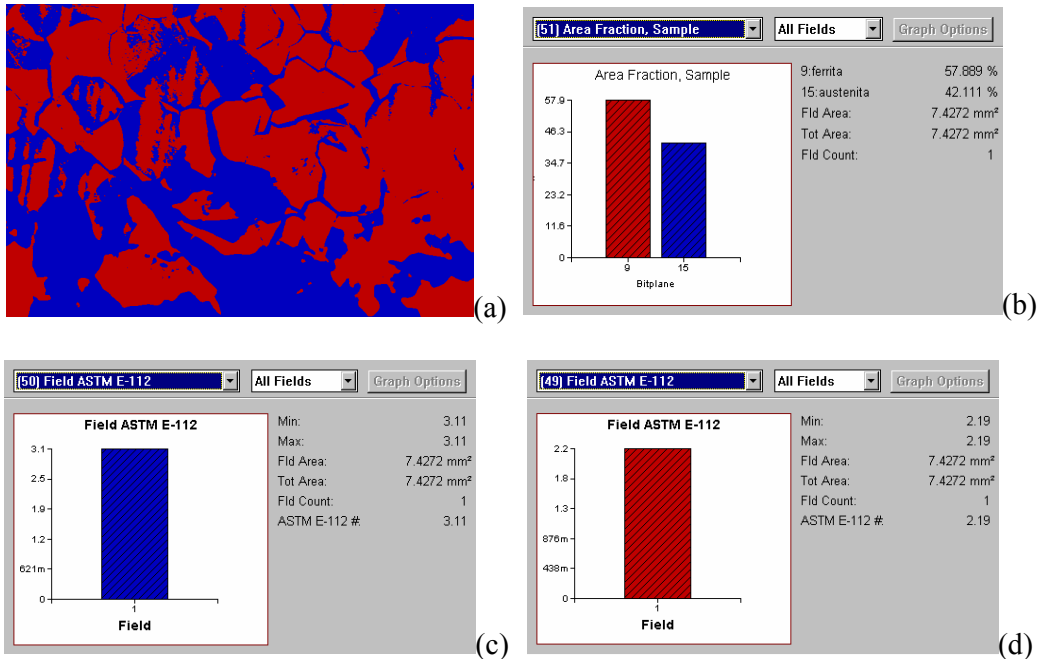 (a)
(51) Area Fraction, Sample All Fields Graph Options
Area Fraction, Sample
57.9
46.3
34.7
23.2
11.6
0
9 15
Bitplane
9:ferrita 57.889 %
15:austenita 42.111 %
Fld Area: 7.4272 mm²
Tot Area: 7.4272 mm²
Fld Count: 1
(b)
(50) Field ASTM E-112 All Fields Graph Options
Field ASTM E-112
3.1
2.5
1.9
1.2
621m
0
1
Field
Min: 3.11
Max: 3.11
Fld Area: 7.4272 mm²
Tot Area: 7.4272 mm²
Fld Count: 1
ASTM E-112 #: 3.11
(c)
(49) Field ASTM E-112 All Fields Graph Options
Field ASTM E-112
2.2
1.8
1.3
876m
438m
0
1
Field
Min: 2.19
Max: 2.19
Fld Area: 7.4272 mm²
Tot Area: 7.4272 mm²
Fld Count: 1
ASTM E-112 #: 2.19
(d)